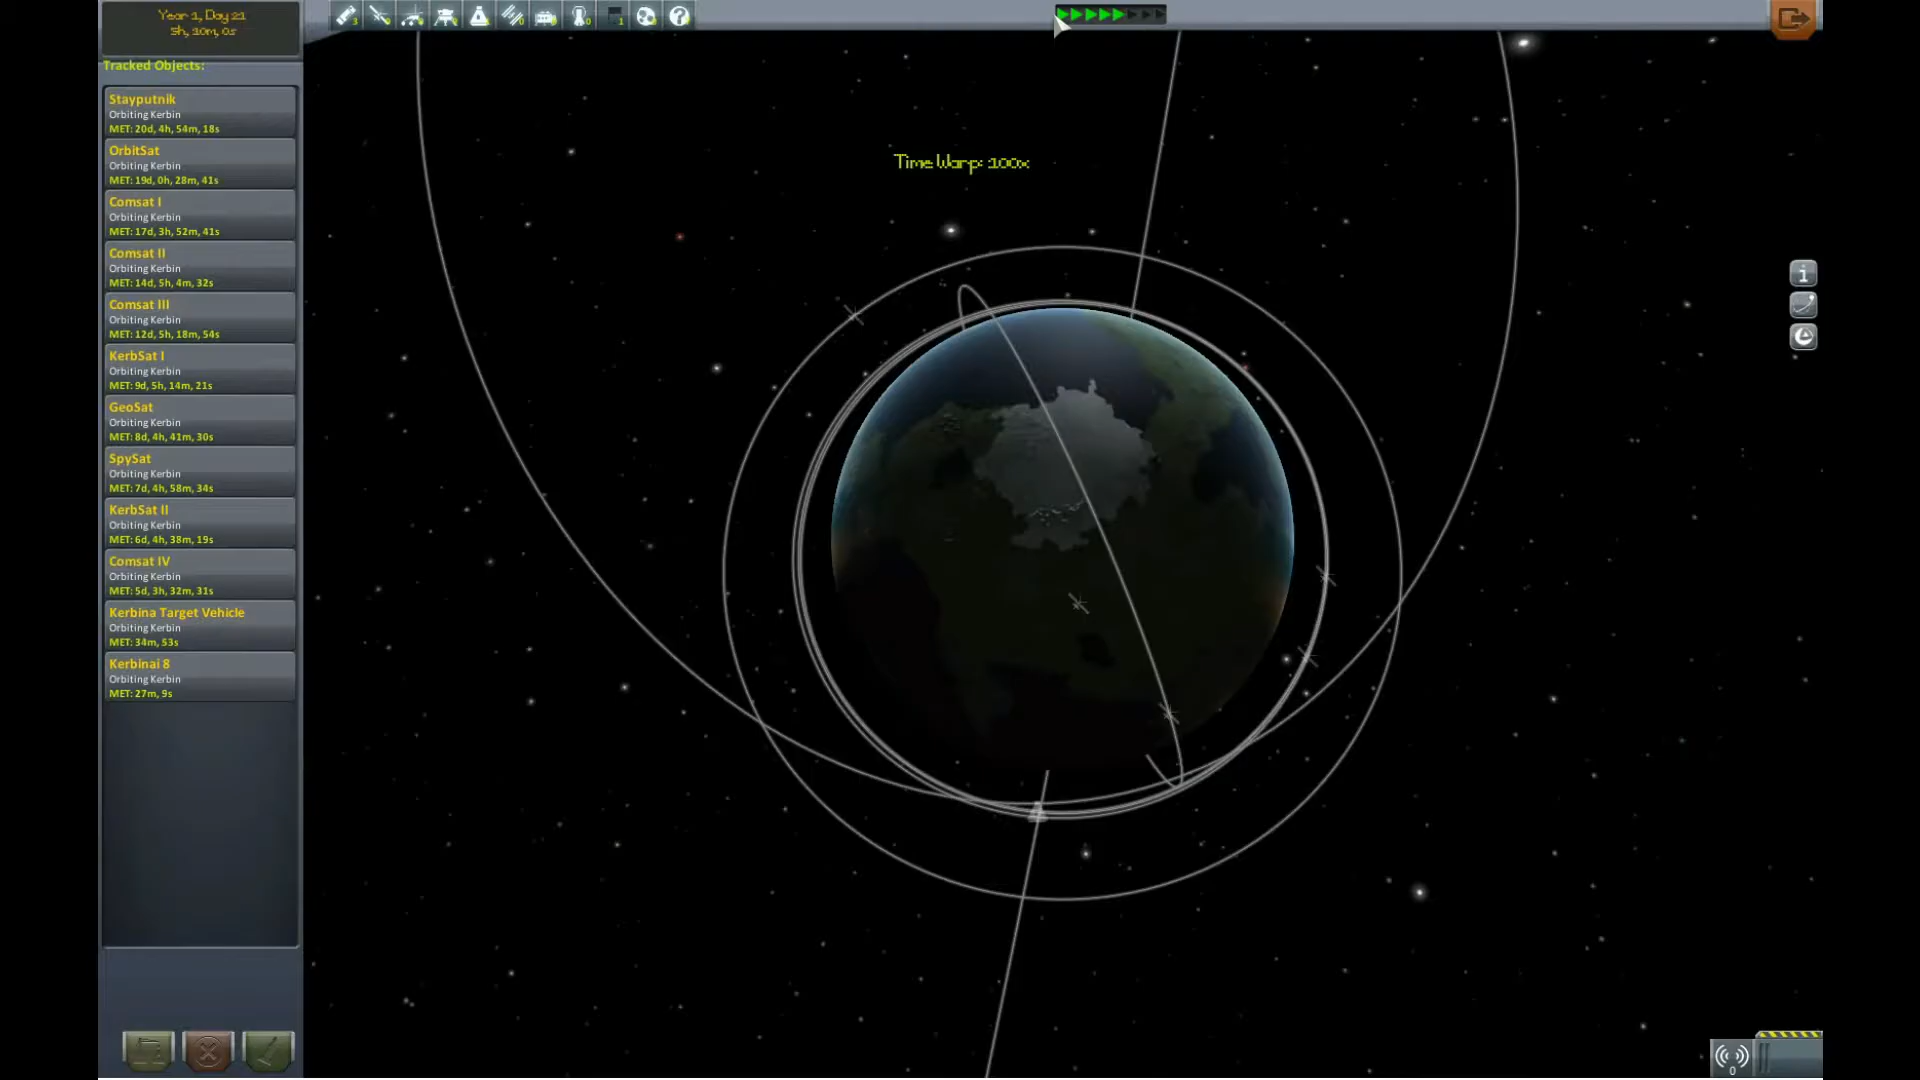 Year 1, Day 21
5h, 10m, 0s
Tracked Objects:
Stayputnik
Orbiting Kerbin
MET: 20d, 4h, 54m, 18s
OrbitSat
Orbiting Kerbin
MET: 19d, 0h, 28m, 41s
Comsat I
Orbiting Kerbin
MET: 17d, 3h, 52m, 41s
Comsat II
Orbiting Kerbin
MET: 14d, 5h, 4m, 32s
Comsat III
Orbiting Kerbin
MET: 12d, 5h, 18m, 54s
KerbSat I
Orbiting Kerbin
MET: 9d, 5h, 14m, 21s
GeoSat
Orbiting Kerbin
MET: 8d, 4h, 41m, 30s
SpySat
Orbiting Kerbin
MET: 7d, 4h, 58m, 34s
KerbSat II
Orbiting Kerbin
MET: 6d, 4h, 38m, 19s
Comsat IV
Orbiting Kerbin
MET: 5d, 3h, 32m, 31s
Kerbina Target Vehicle
Orbiting Kerbin
MET: 34m, 53s
Kerbinai 8
Orbiting Kerbin
MET: 27m, 9s
Time Warp: 100x
0